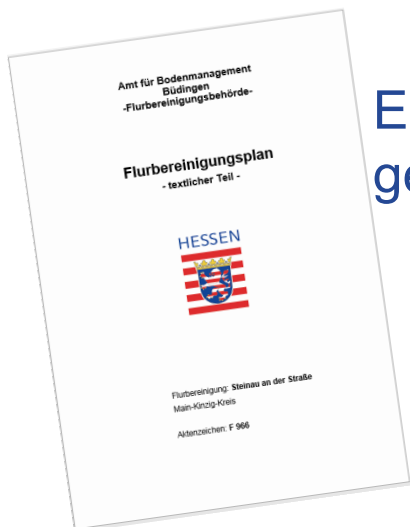 Amt für Bodenmanagement
Büdingen
-Flurbereinigungsbehörde-
Flurbereinigungsplan
- textlicher Teil -
HESSEN
Flurbereinigung: Steinau an der Straße
Main-Kinzig-Kreis
Aktenzeichen: F 966
E
ge